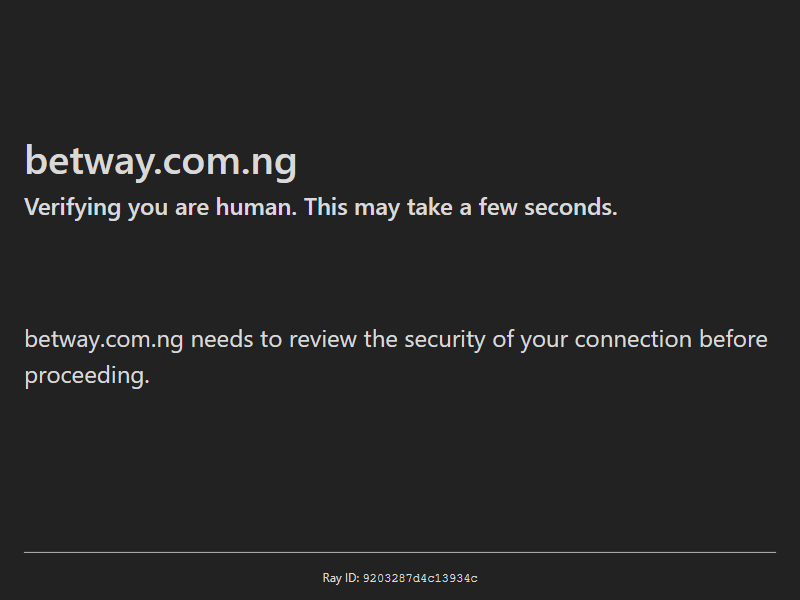 betway.com.ng
Verifying you are human. This may take a few seconds.
betway.com.ng needs to review the security of your connection before
proceeding.
Ray ID: 9203287d4c13934c